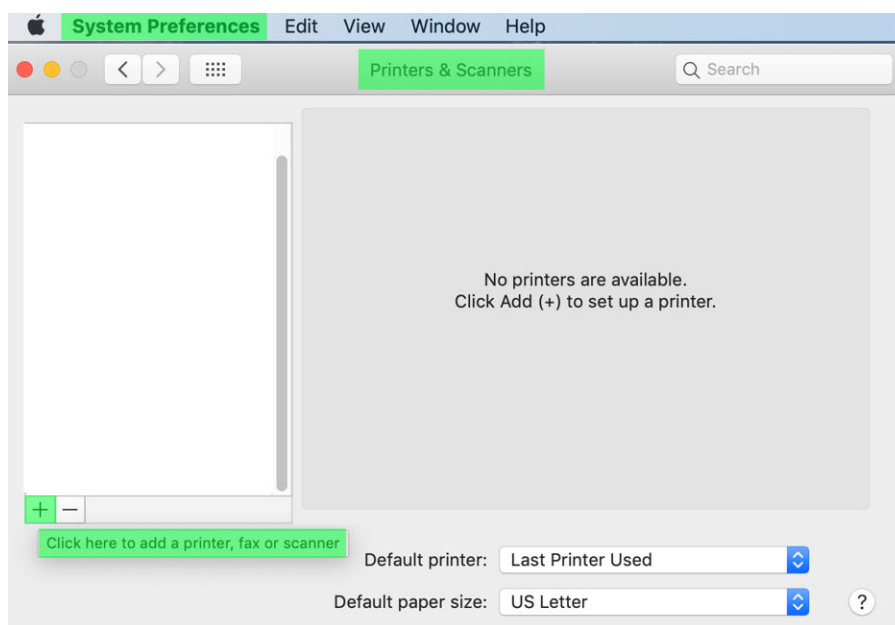 System Preferences Edit View Window Help
Printers & Scanners
Search
No printers are available.
Click Add (+) to set up a printer.
+ −
Click here to add a printer, fax or scanner
Default printer: Last Printer Used
Default paper size: US Letter
?